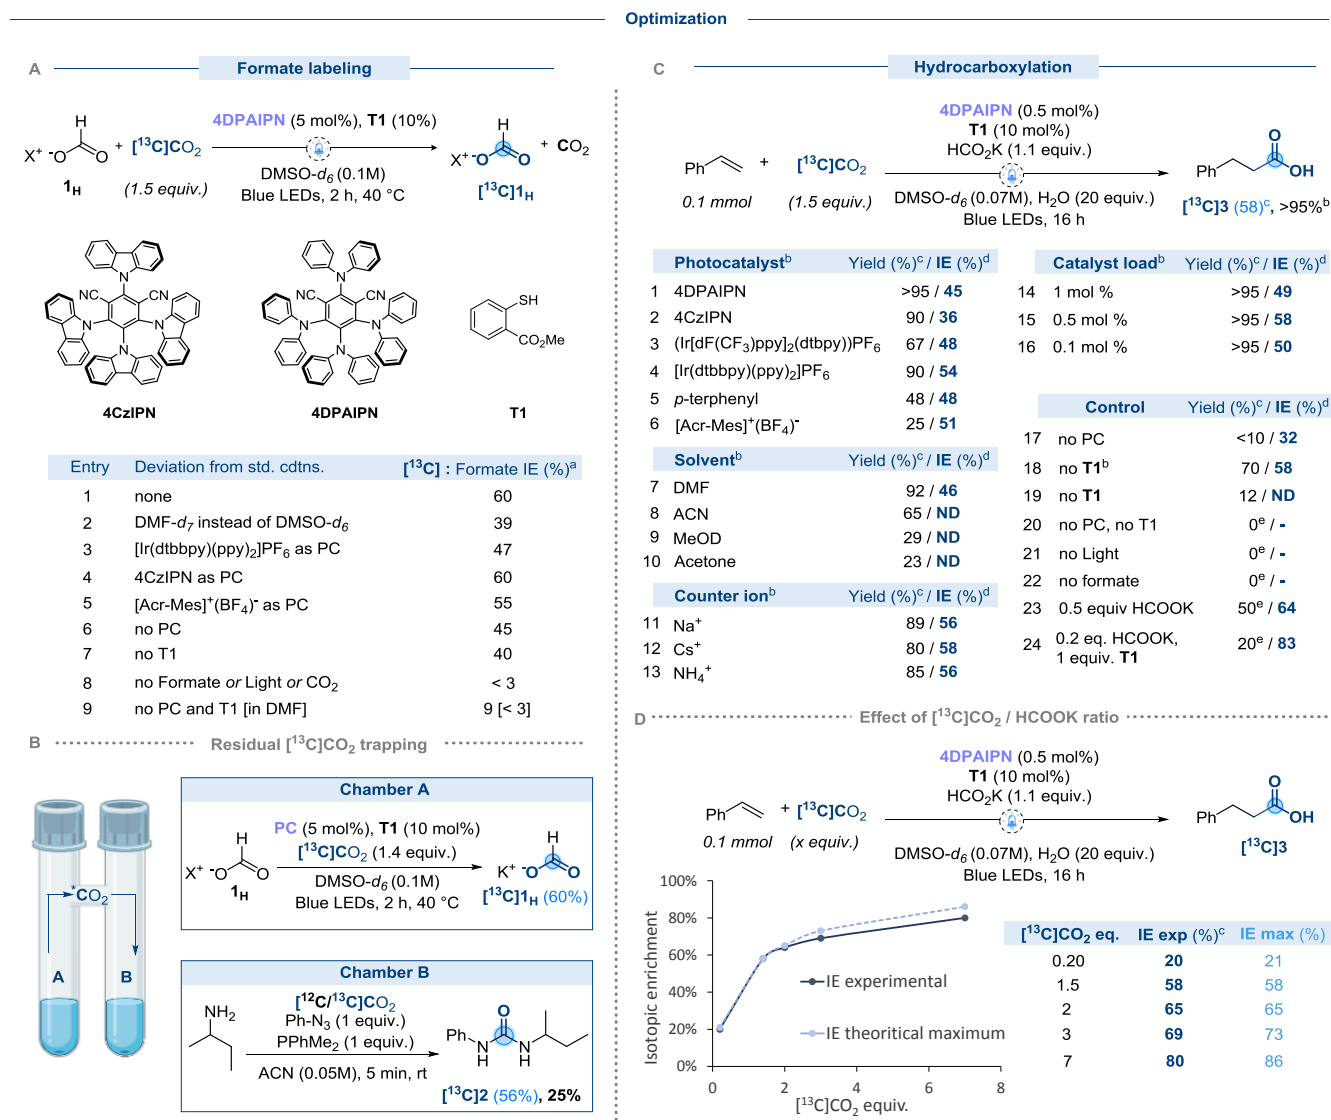 Optimization
A
Formate labeling
H
X⁺ ⁻O O
1H
+ [¹³C]CO₂
(1.5 equiv.)
4DPAIPN (5 mol%), T1 (10%)
DMSO-d₆ (0.1M)
Blue LEDs, 2 h, 40 °C
H
X⁺ ⁻O O
[¹³C]1H
+ CO₂
N
NC CN
N N
N
4CzIPN
N
NC CN
N N
N
4DPAIPN
SH
CO₂Me
T1
Entry Deviation from std. cdtns. [¹³C] : Formate IE (%)ᵃ
1 none 60
2 DMF-d₇ instead of DMSO-d₆ 39
3 [Ir(dtbbpy)(ppy)₂]PF₆ as PC 47
4 4CzIPN as PC 60
5 [Acr-Mes]⁺(BF₄)⁻ as PC 55
6 no PC 45
7 no T1 40
8 no Formate or Light or CO₂ < 3
9 no PC and T1 [in DMF] 9 [< 3]
B
Residual [¹³C]CO₂ trapping
*CO₂
A B
Chamber A
H
X⁺ ⁻O O
1H
PC (5 mol%), T1 (10 mol%)
[¹³C]CO₂ (1.4 equiv.)
DMSO-d₆ (0.1M)
Blue LEDs, 2 h, 40 °C
H
K⁺ ⁻O O
[¹³C]1H (60%)
Chamber B
NH₂
[¹²C/¹³C]CO₂
Ph-N₃ (1 equiv.)
PPhMe₂ (1 equiv.)
ACN (0.05M), 5 min, rt
O
Ph N N
H H
[¹³C]2 (56%), 25%
C
Hydrocarboxylation
Ph
0.1 mmol
+ [¹³C]CO₂
(1.5 equiv.)
4DPAIPN (0.5 mol%)
T1 (10 mol%)
HCO₂K (1.1 equiv.)
DMSO-d₆ (0.07M), H₂O (20 equiv.)
Blue LEDs, 16 h
O
Ph OH
[¹³C]3 (58)ᶜ, >95%ᵇ
Photocatalystᵇ Yield (%)ᶜ / IE (%)ᵈ
1 4DPAIPN >95 / 45
2 4CzIPN 90 / 36
3 (Ir[dF(CF₃)ppy]₂(dtbpy))PF₆ 67 / 48
4 [Ir(dtbbpy)(ppy)₂]PF₆ 90 / 54
5 p-terphenyl 48 / 48
6 [Acr-Mes]⁺(BF₄)⁻ 25 / 51
Solventᵇ Yield (%)ᶜ / IE (%)ᵈ
7 DMF 92 / 46
8 ACN 65 / ND
9 MeOD 29 / ND
10 Acetone 23 / ND
Counter ionᵇ Yield (%)ᶜ / IE (%)ᵈ
11 Na⁺ 89 / 56
12 Cs⁺ 80 / 58
13 NH₄⁺ 85 / 56
Catalyst loadᵇ Yield (%)ᶜ / IE (%)ᵈ
14 1 mol % >95 / 49
15 0.5 mol % >95 / 58
16 0.1 mol % >95 / 50
Control Yield (%)ᶜ / IE (%)ᵈ
17 no PC <10 / 32
18 no T1ᵇ 70 / 58
19 no T1 12 / ND
20 no PC, no T1 0ᵉ / -
21 no Light 0ᵉ / -
22 no formate 0ᵉ / -
23 0.5 equiv HCOOK 50ᵉ / 64
24 0.2 eq. HCOOK, 20ᵉ / 83
1 equiv. T1
D
Effect of [¹³C]CO₂ / HCOOK ratio
Ph
0.1 mmol
+ [¹³C]CO₂
(x equiv.)
4DPAIPN (0.5 mol%)
T1 (10 mol%)
HCO₂K (1.1 equiv.)
DMSO-d₆ (0.07M), H₂O (20 equiv.)
Blue LEDs, 16 h
O
Ph OH
[¹³C]3
Isotopic enrichment
100%
80%
60%
40%
20%
0%
IE experimental
IE theoritical maximum
0 2 4 6 8
[¹³C]CO₂ equiv.
[¹³C]CO₂ eq. IE exp (%)ᶜ IE max (%)
0.20 20 21
1.5 58 58
2 65 65
3 69 73
7 80 86